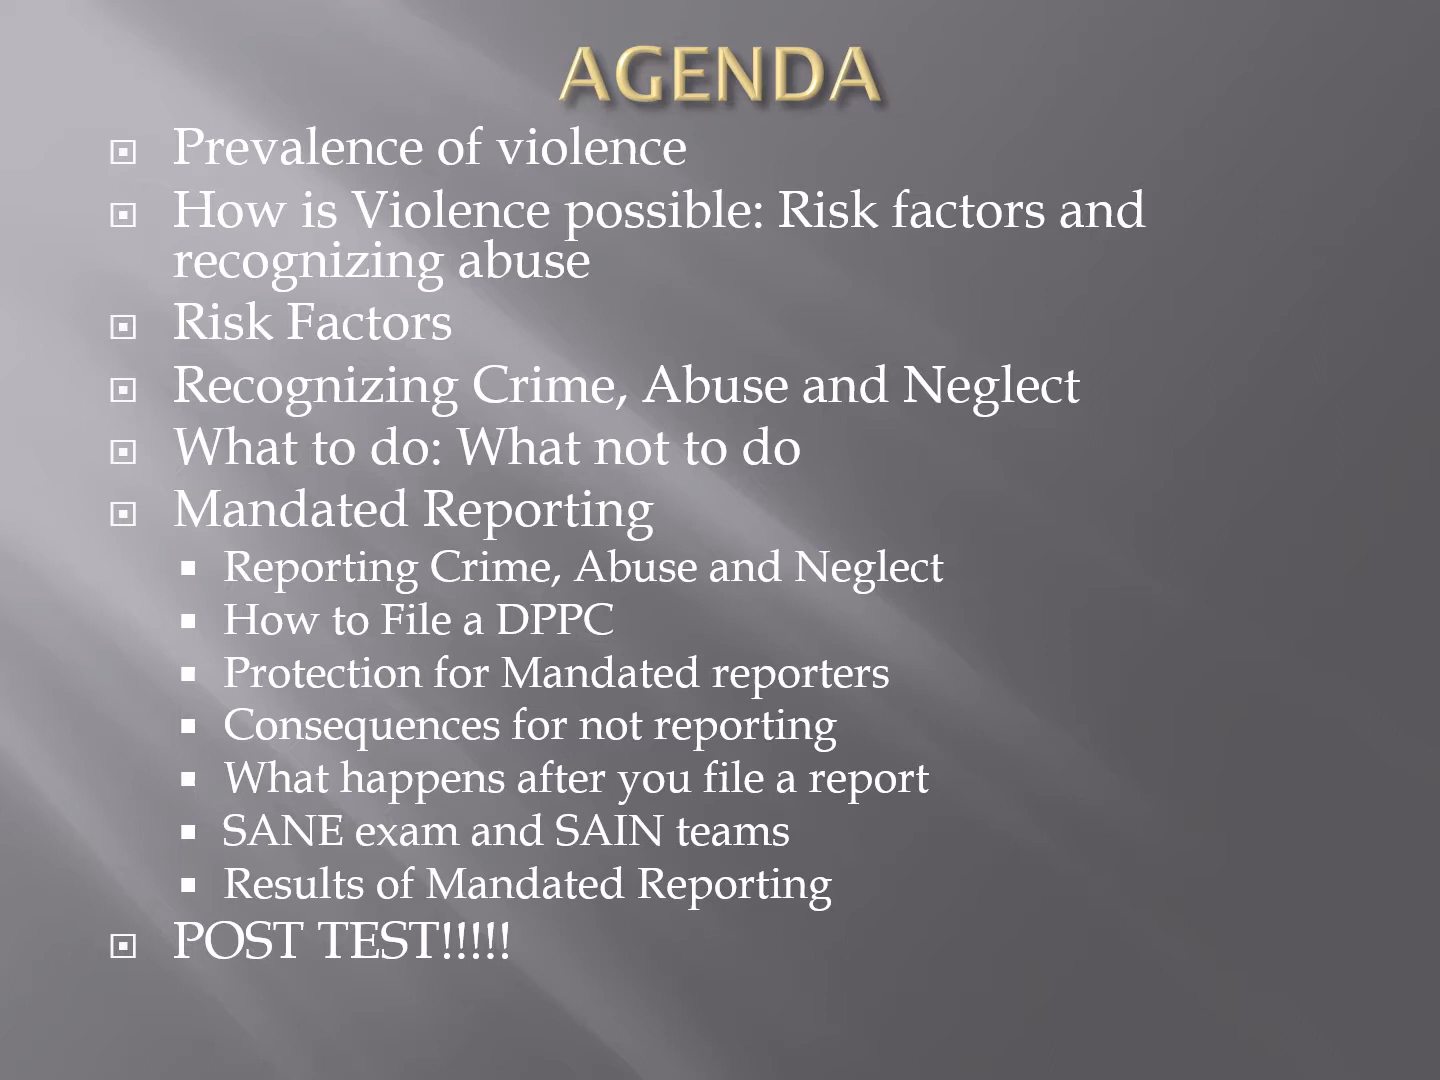 AGENDA
Prevalence of violence
How is Violence possible: Risk factors and
recognizing abuse
Risk Factors
Recognizing Crime, Abuse and Neglect
What to do: What not to do
Mandated Reporting
Reporting Crime, Abuse and Neglect
How to File a DPPC
Protection for Mandated reporters
Consequences for not reporting
What happens after you file a report
SANE exam and SAIN teams
Results of Mandated Reporting
POST TEST!!!!!